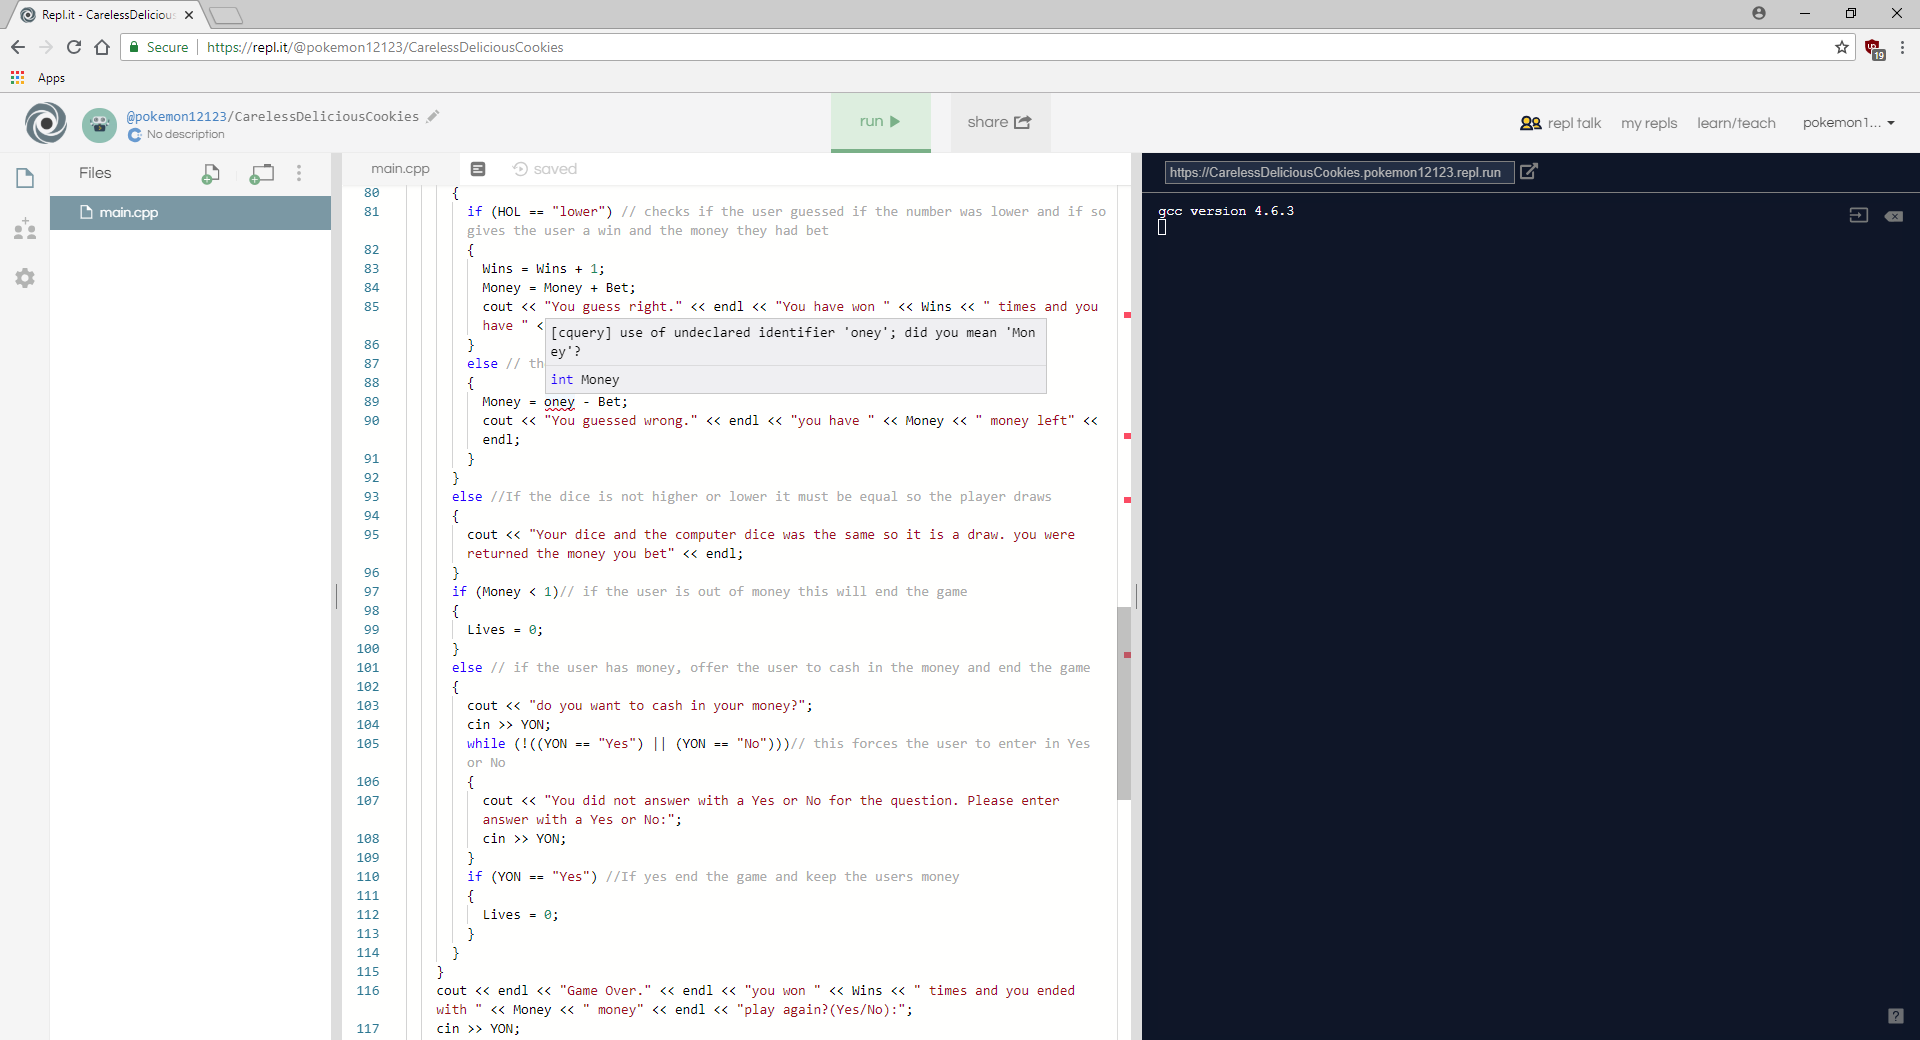 Repl.it - CarelessDelicious
Secure https://repl.it/@pokemon12123/CarelessDeliciousCookies
19
Apps
@pokemon12123/CarelessDeliciousCookies
No description
run
share
repl talk
my repls
learn/teach
pokemon1...
Files
main.cpp
main.cpp
saved
https://CarelessDeliciousCookies.pokemon12123.repl.run
gcc version 4.6.3
80 {
81 if (HOL == "lower") // checks if the user guessed if the number was lower and if so
gives the user a win and the money they had bet
82 {
83 Wins = Wins + 1;
84 Money = Money + Bet;
85 cout << "You guess right." << endl << "You have won " << Wins << " times and you
have " <
[cquery] use of undeclared identifier 'oney'; did you mean 'Mon
ey'?
int Money
86 }
87 else // th
88 {
89 Money = oney - Bet;
90 cout << "You guessed wrong." << endl << "you have " << Money << " money left" <<
endl;
91 }
92 }
93 else //If the dice is not higher or lower it must be equal so the player draws
94 {
95 cout << "Your dice and the computer dice was the same so it is a draw. you were
returned the money you bet" << endl;
96 }
97 if (Money < 1)// if the user is out of money this will end the game
98 {
99 Lives = 0;
100 }
101 else // if the user has money, offer the user to cash in the money and end the game
102 {
103 cout << "do you want to cash in your money?";
104 cin >> YON;
105 while (!((YON == "Yes") || (YON == "No")))// this forces the user to enter in Yes
or No
106 {
107 cout << "You did not answer with a Yes or No for the question. Please enter
answer with a Yes or No:";
108 cin >> YON;
109 }
110 if (YON == "Yes") //If yes end the game and keep the users money
111 {
112 Lives = 0;
113 }
114 }
115 }
116 cout << endl << "Game Over." << endl << "you won " << Wins << " times and you ended
with " << Money << " money" << endl << "play again?(Yes/No):";
117 cin >> YON;
?